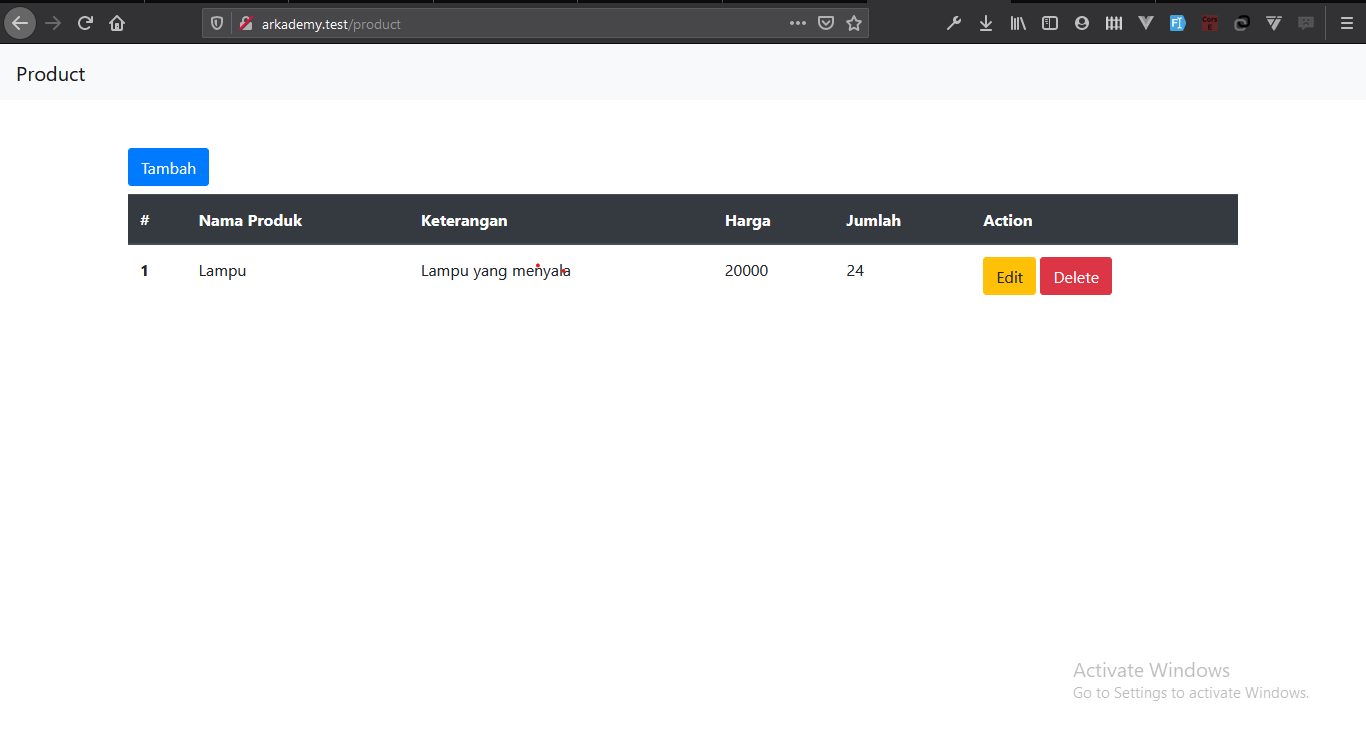 arkademy.test/product
Product
Tambah
# Nama Produk Keterangan Harga Jumlah Action
1 Lampu Lampu yang menyala 20000 24 Edit Delete
Activate Windows
Go to Settings to activate Windows.